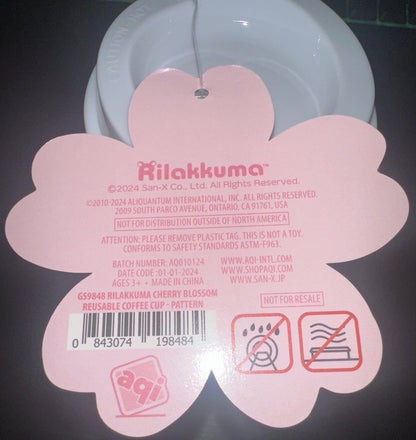 CAUTION HOT
Rilakkuma™
©2024 San-X Co., Ltd. All Rights Reserved.
©2010-2024 ALIQUANTUM INTERNATIONAL, INC. ALL RIGHTS RESERVED.
2009 SOUTH PARCO AVENUE, ONTARIO, CA 91761, USA
NOT FOR DISTRIBUTION OUTSIDE OF NORTH AMERICA
ATTENTION: PLEASE REMOVE PLASTIC TAG. THIS IS NOT A TOY.
CONFORMS TO SAFETY STANDARDS ASTM-F963.
BATCH NUMBER: AQ010124
DATE CODE :01-01-2024
AGES 3+ • MADE IN CHINA
WWW.AQI-INTL.COM
WWW.SHOPAQI.COM
WWW.SAN-X.JP
GS9848 RILAKKUMA CHERRY BLOSSOM
REUSABLE COFFEE CUP - PATTERN
NOT FOR RESALE
0 843074 198484
aqi